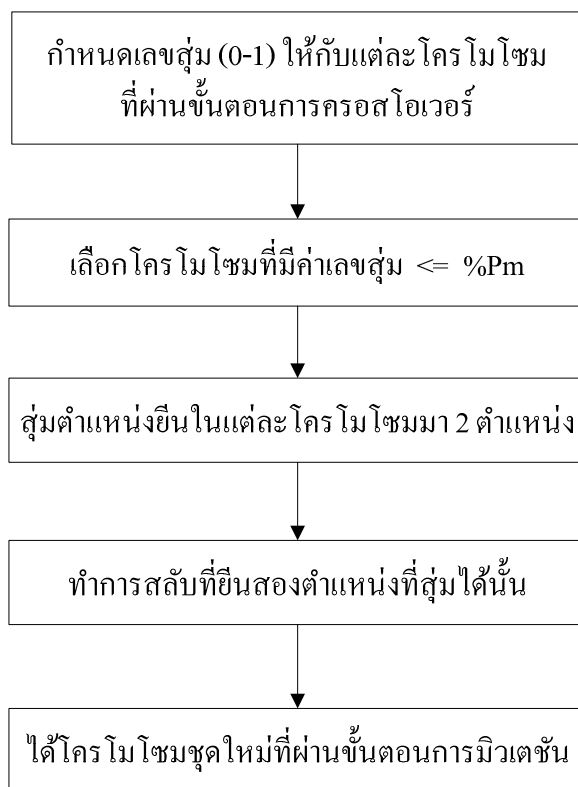 กำหนดเลขสุ่ม (0-1) ให้กับแต่ละโครโมโซม
ที่ผ่านขั้นตอนการครอสโอเวอร์
เลือกโครโมโซมที่มีค่าเลขสุ่ม <= %Pm
สุ่มตำแหน่งยีนในแต่ละโครโมโซมมา 2 ตำแหน่ง
ทำการสลับที่ยีนสองตำแหน่งที่สุ่มได้นั้น
ได้โครโมโซมชุดใหม่ที่ผ่านขั้นตอนการมิวเตชัน